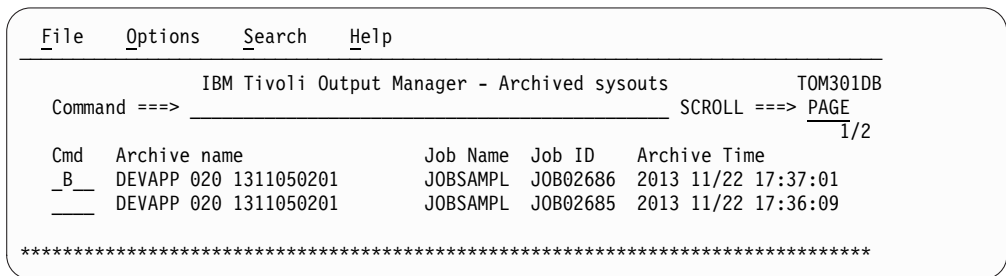 File Options Search Help
IBM Tivoli Output Manager - Archived sysouts TOM301DB
Command ===> _____________________________________________ SCROLL ===> PAGE
1/2
Cmd Archive name Job Name Job ID Archive Time
_B__ DEVAPP 020 1311050201 JOBSAMPL JOB02686 2013 11/22 17:37:01
____ DEVAPP 020 1311050201 JOBSAMPL JOB02685 2013 11/22 17:36:09
********************************************************************************